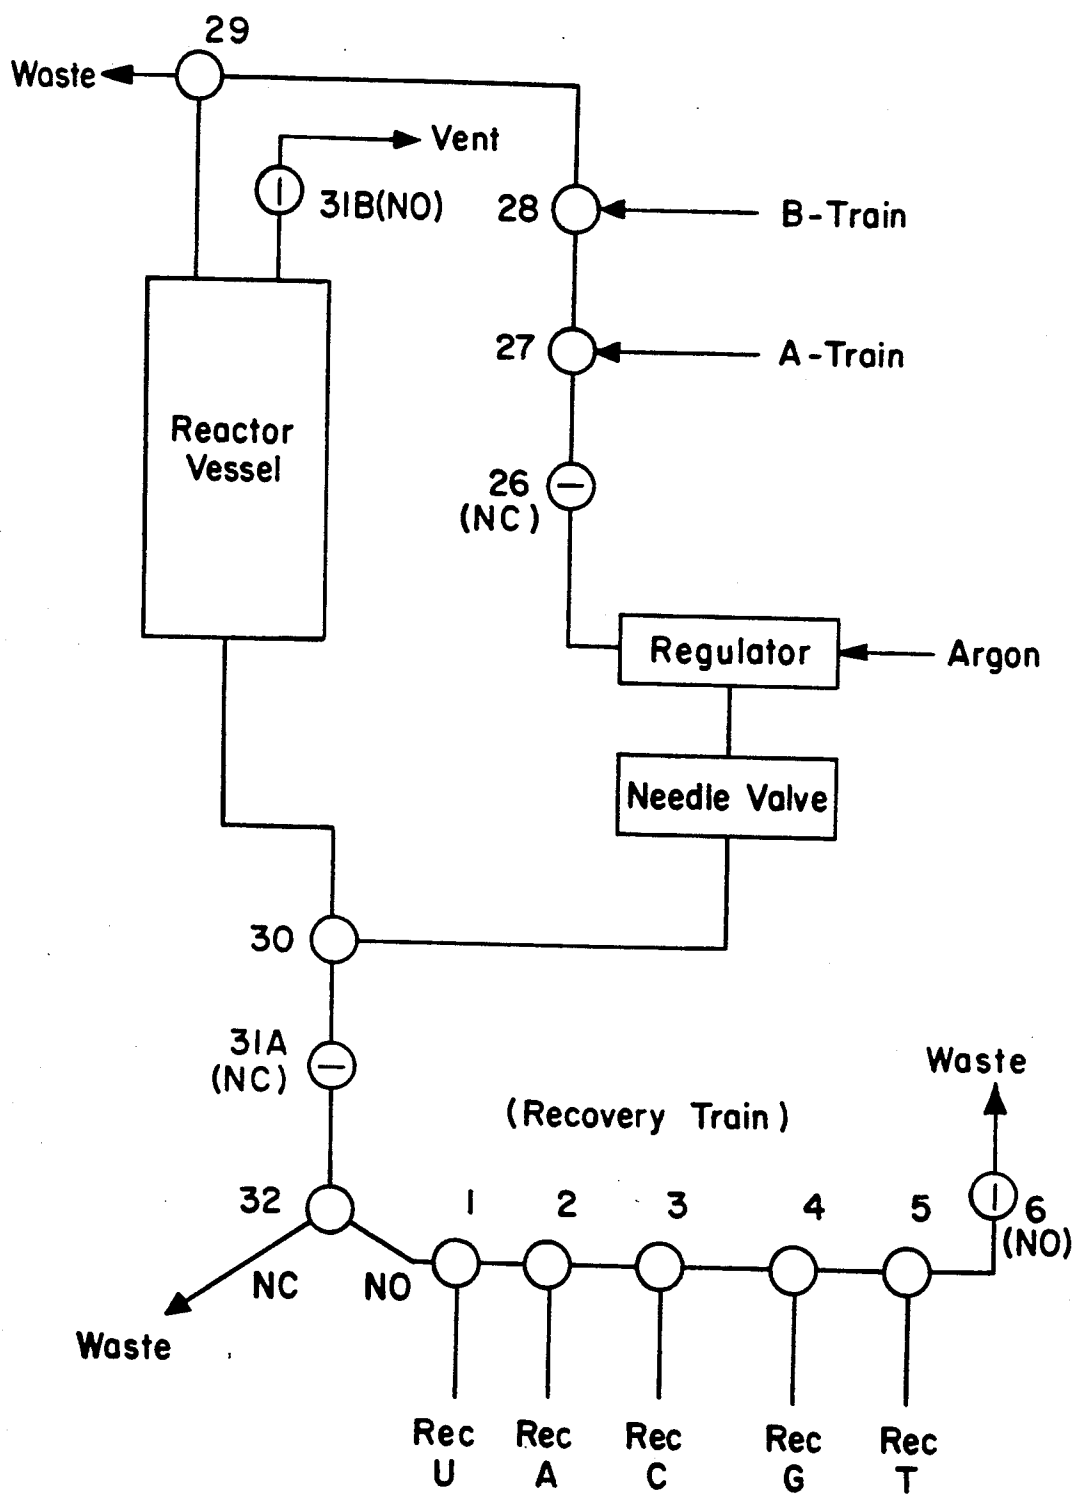 29
Waste
Vent
31B(NO)
28
B-Train
27
A-Train
Reactor
Vessel
26
(NC)
Regulator
Argon
Needle Valve
30
31A
(NC)
Waste
(Recovery Train)
32
1
2
3
4
5
6
(NO)
NC
NO
Waste
Rec
U
Rec
A
Rec
C
Rec
G
Rec
T